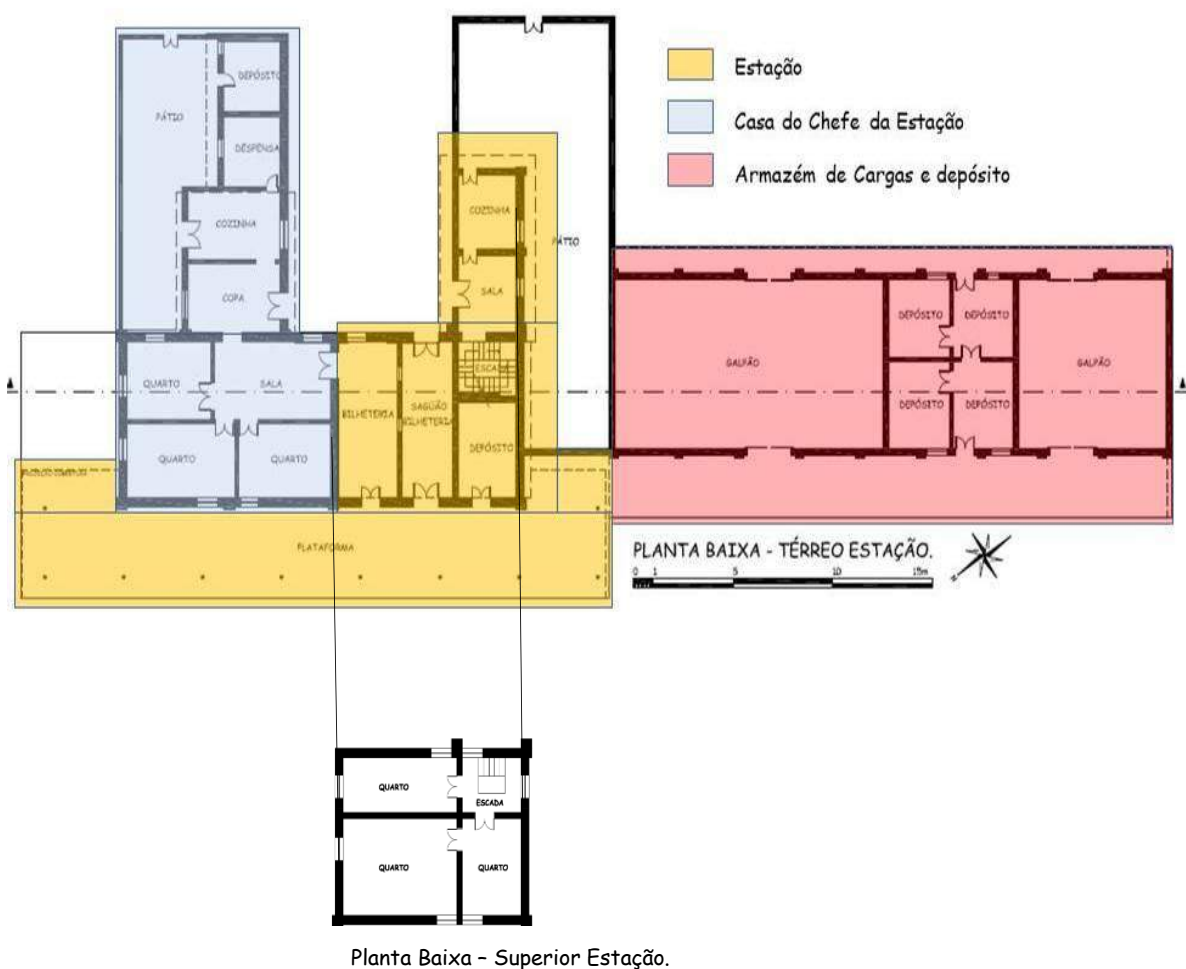 Estação
Casa do Chefe da Estação
Armazém de Cargas e depósito
DEPÓSITO
PÁTIO
DESPENSA
COZINHA
COPA
QUARTO
SALA
QUARTO
QUARTO
COZINHA
PÁTIO
SALA
ESCADA
BILHETERIA
SAGUÃO
BILHETERIA
DEPÓSITO
GALPÃO
DEPÓSITO
DEPÓSITO
DEPÓSITO
DEPÓSITO
GALPÃO
PROJEÇÃO COBERTURA
PLATAFORMA
PLANTA BAIXA - TÉRREO ESTAÇÃO.
0 1 5 10 15m
QUARTO
ESCADA
QUARTO
QUARTO
Planta Baixa – Superior Estação.